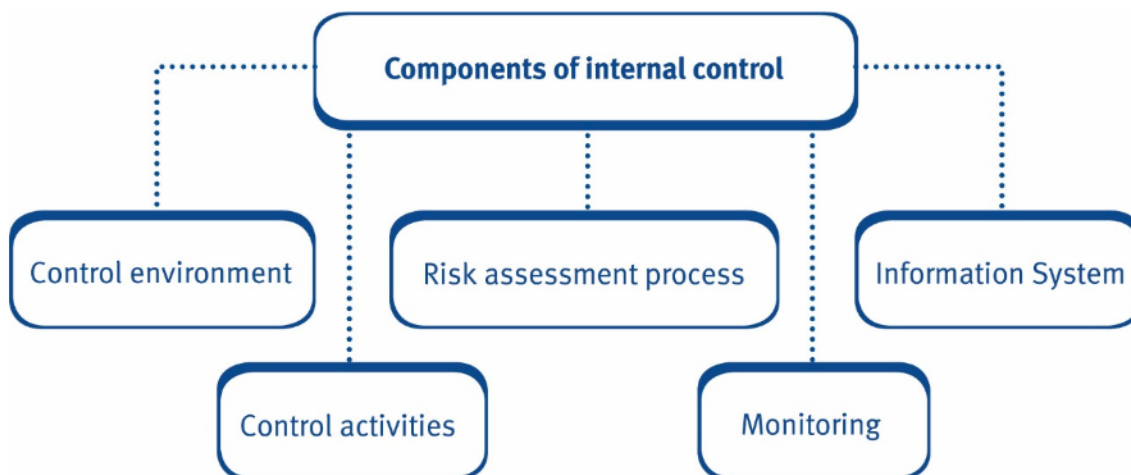 Components of internal control
Control environment
Risk assessment process
Information System
Control activities
Monitoring